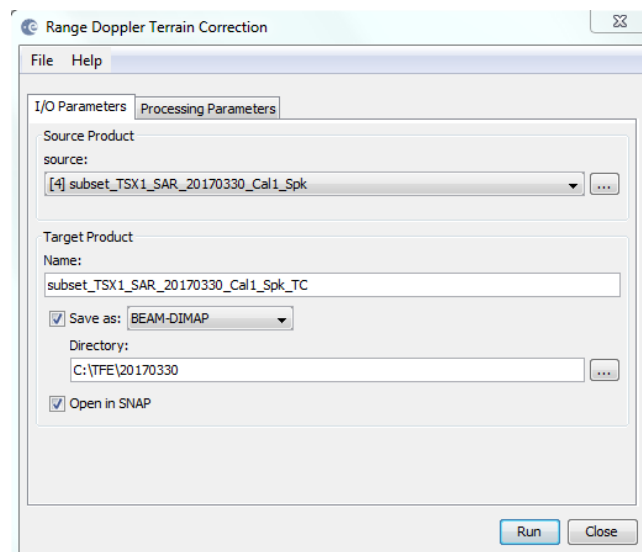 Range Doppler Terrain Correction
File Help
I/O Parameters Processing Parameters
Source Product
source:
[4] subset_TSX1_SAR_20170330_Cal1_Spk
...
Target Product
Name:
subset_TSX1_SAR_20170330_Cal1_Spk_TC
Save as: BEAM-DIMAP
Directory:
C:\TFE\20170330
...
Open in SNAP
Run Close